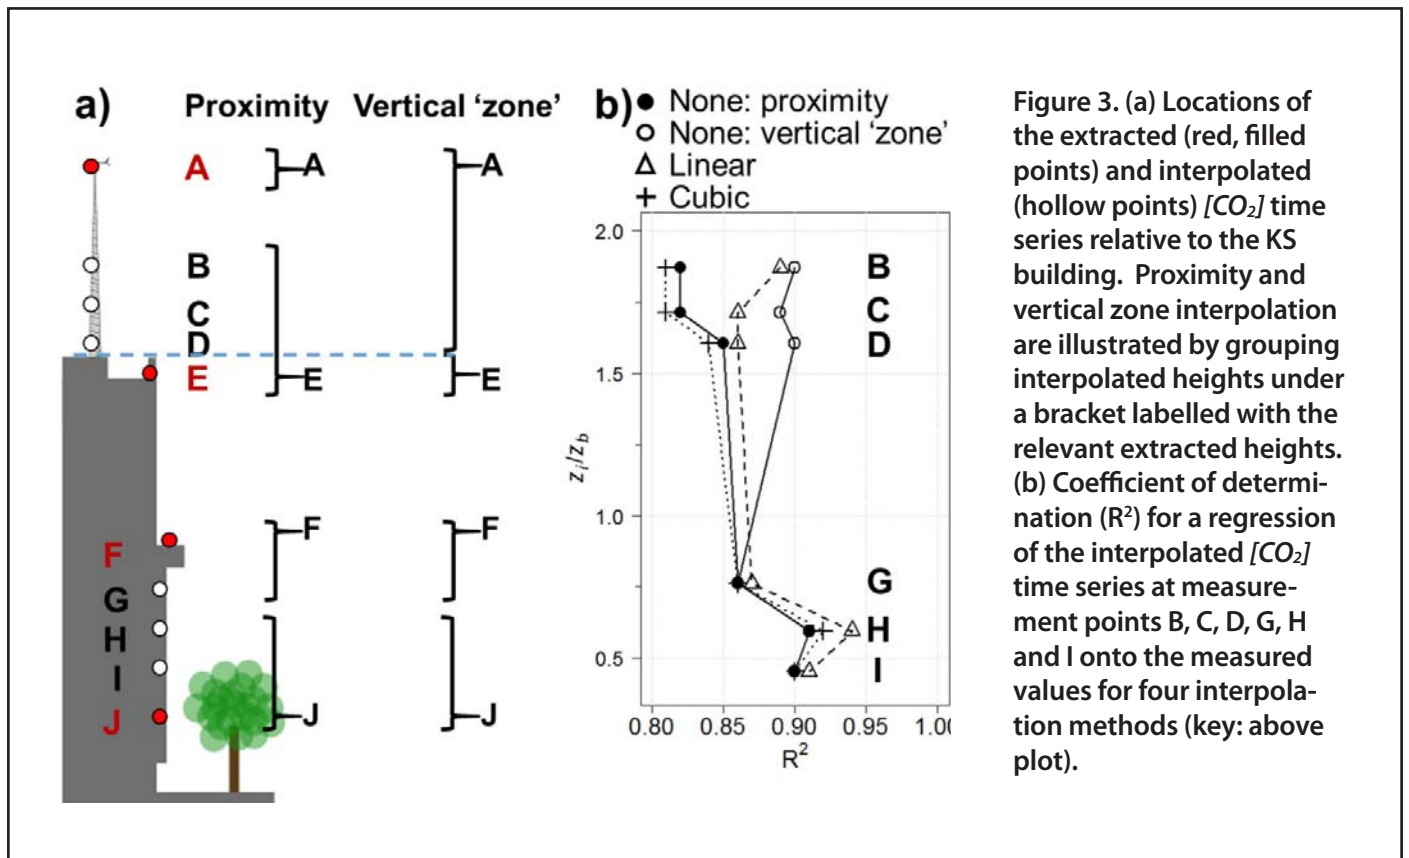 a)
Proximity
Vertical 'zone'
A
A
A
B
C
D
E
E
E
F
F
F
G
H
I
J
J
J
b)
None: proximity
None: vertical 'zone'
Linear
Cubic
2.0
1.5
1.0
0.5
zᵢ/z_b
B
C
D
G
H
I
0.80 0.85 0.90 0.95 1.00
R²
Figure 3. (a) Locations of
the extracted (red, filled
points) and interpolated
(hollow points) [CO₂] time
series relative to the KS
building. Proximity and
vertical zone interpolation
are illustrated by grouping
interpolated heights under
a bracket labelled with the
relevant extracted heights.
(b) Coefficient of determi-
nation (R²) for a regression
of the interpolated [CO₂]
time series at measure-
ment points B, C, D, G, H
and I onto the measured
values for four interpola-
tion methods (key: above
plot).